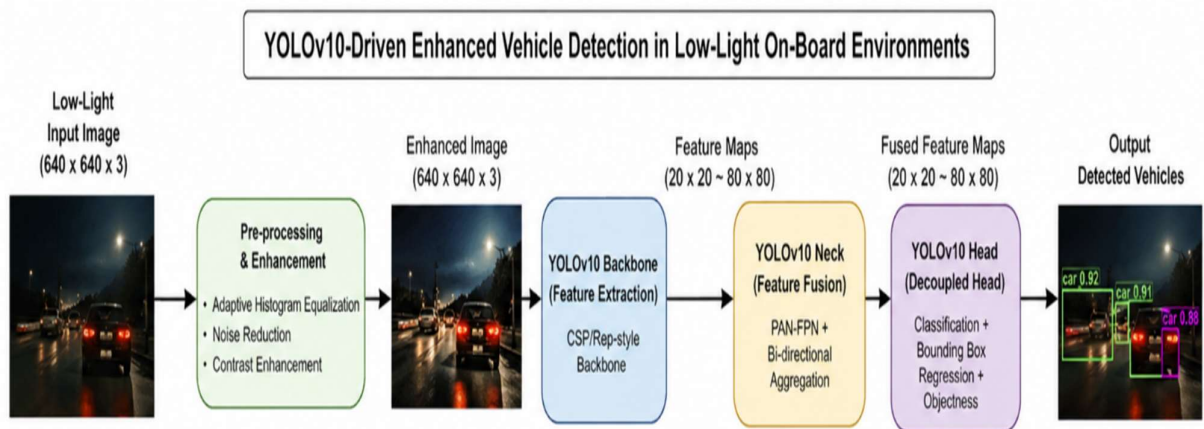 YOLOv10-Driven Enhanced Vehicle Detection in Low-Light On-Board Environments
Low-Light
Input Image
(640 x 640 x 3)
Pre-processing
& Enhancement
• Adaptive Histogram Equalization
• Noise Reduction
• Contrast Enhancement
Enhanced Image
(640 x 640 x 3)
YOLOv10 Backbone
(Feature Extraction)
CSP/Rep-style
Backbone
Feature Maps
(20 x 20 ~ 80 x 80)
YOLOv10 Neck
(Feature Fusion)
PAN-FPN +
Bi-directional
Aggregation
Fused Feature Maps
(20 x 20 ~ 80 x 80)
YOLOv10 Head
(Decoupled Head)
Classification +
Bounding Box
Regression +
Objectness
Output
Detected Vehicles
car 0.92
car 0.91
car 0.88